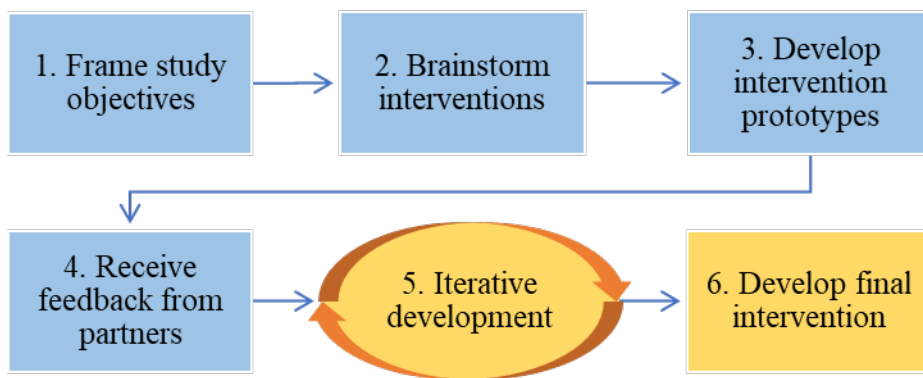 1. Frame study
objectives
2. Brainstorm
interventions
3. Develop
intervention
prototypes
4. Receive
feedback from
partners
5. Iterative
development
6. Develop final
intervention